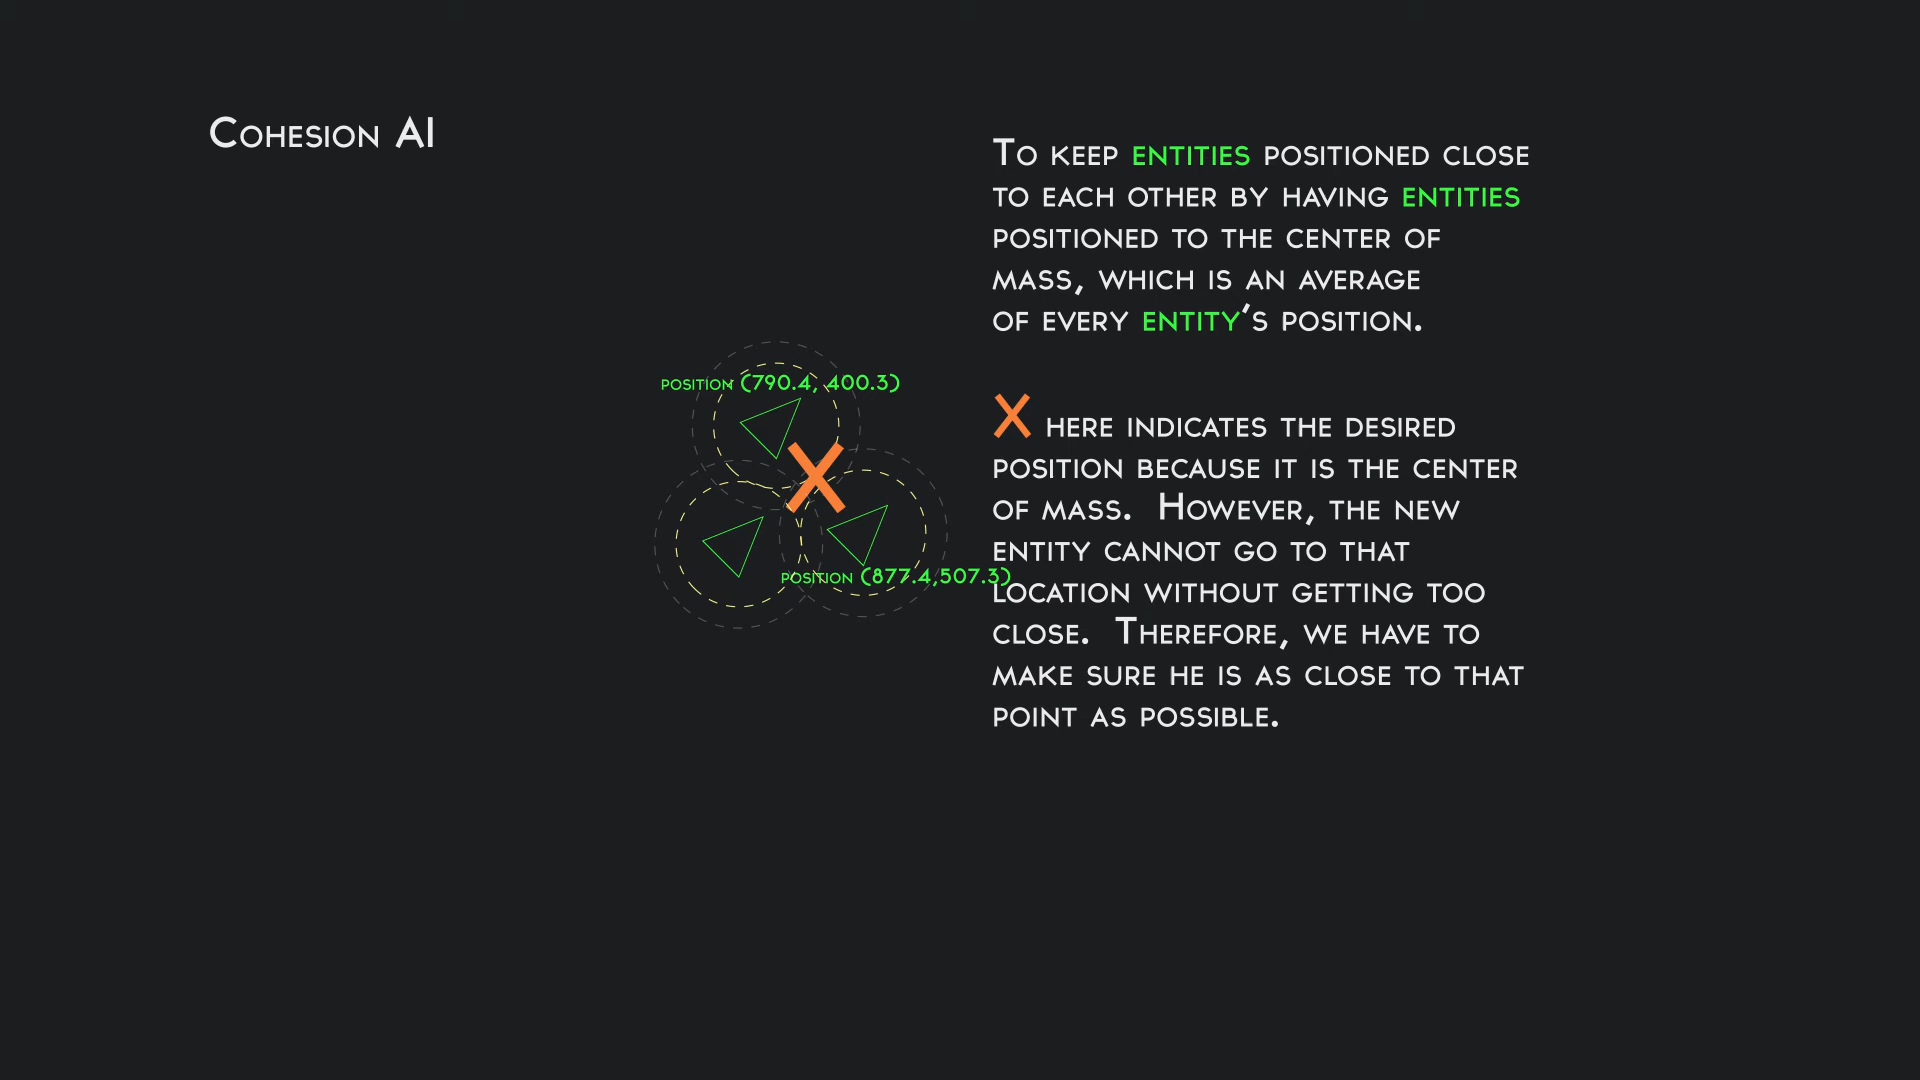 Cohesion AI
To keep entities positioned close
to each other by having entities
positioned to the center of
mass, which is an average
of every entity's position.
position (790.4, 400.3)
position (877.4,507.3)
X here indicates the desired
position because it is the center
of mass.  However, the new
entity cannot go to that
location without getting too
close.  Therefore, we have to
make sure he is as close to that
point as possible.